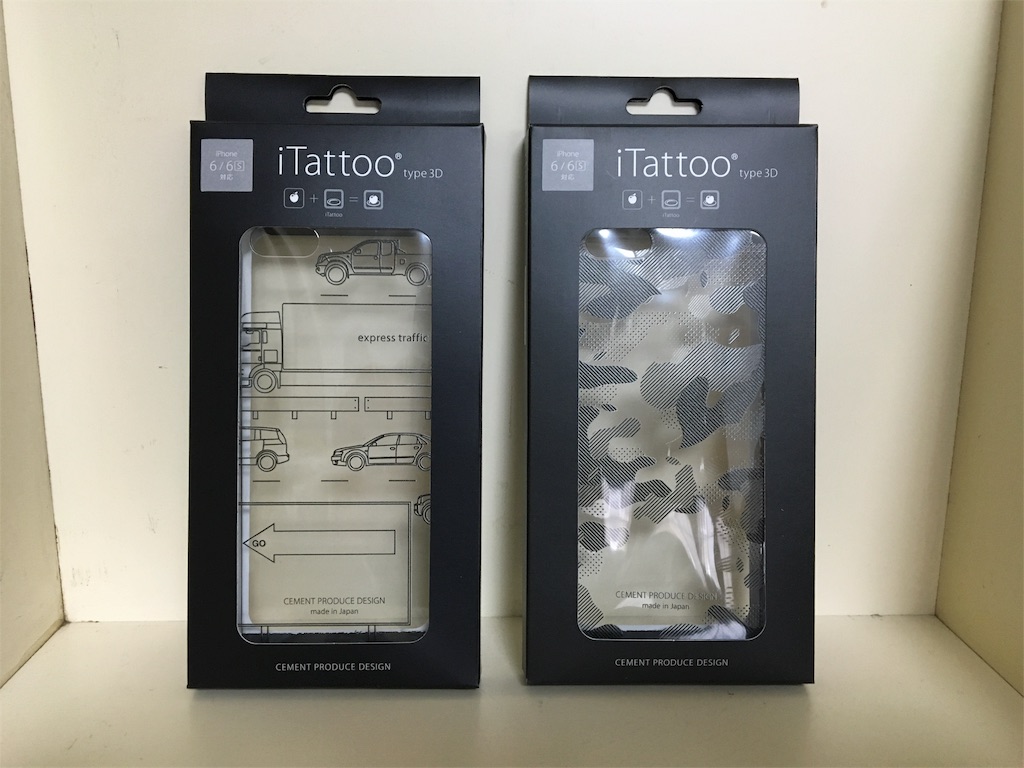 iPhone
6/6S
対応
iTattoo® type 3D
iTattoo
express traffic
GO
CEMENT PRODUCE DESIGN
made in Japan
CEMENT PRODUCE DESIGN
iPhone
6/6S
対応
iTattoo® type 3D
iTattoo
CEMENT PRODUCE DESIGN
made in Japan
CEMENT PRODUCE DESIGN